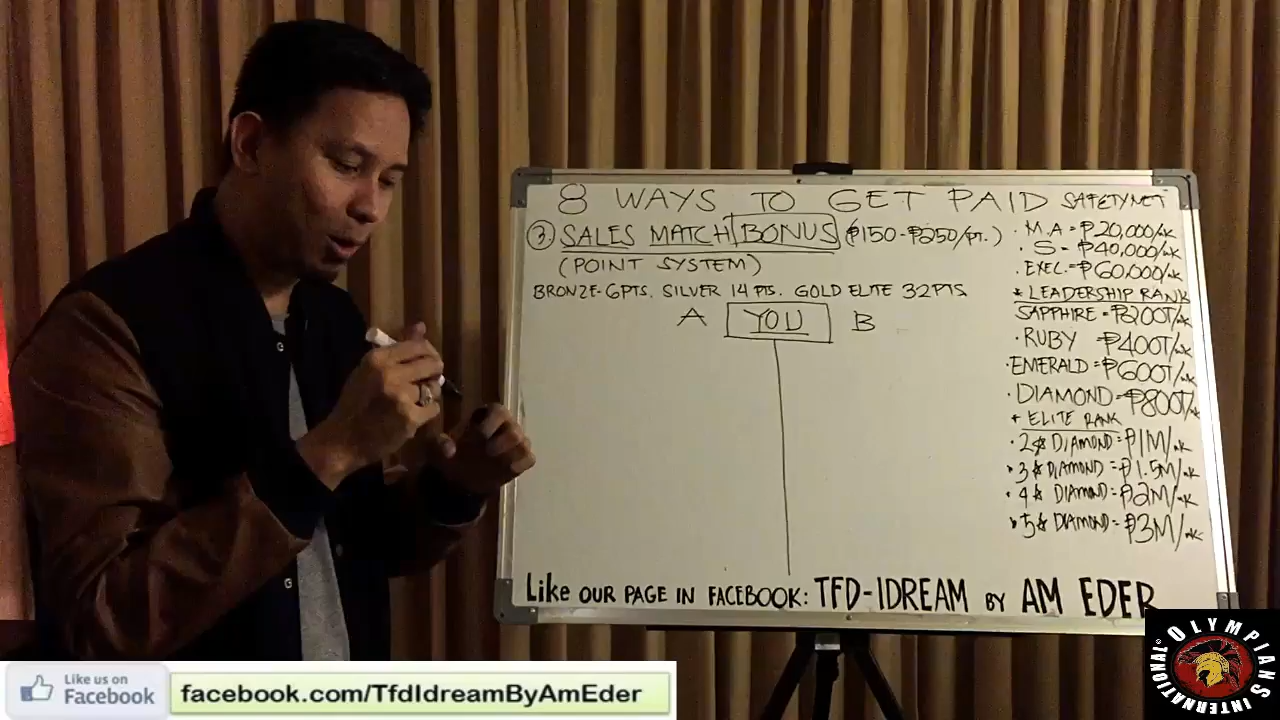 8 WAYS TO GET PAID SAFETYNET
③ SALES MATCH BONUS (₱150-₱250/PT.)
(POINT SYSTEM)
BRONZE-6PTS. SILVER 14 PTS. GOLD ELITE 32PTS
A YOU B
· M.A = ₱20,000/wk
· S = ₱40,000/wk
· EXEC. = ₱60,000/wk
* LEADERSHIP RANK
SAPPHIRE = ₱200T/wk
· RUBY = ₱400T/wk
· EMERALD = ₱600T/wk
· DIAMOND = ₱800T/wk
* ELITE RANK
· 2☆ DIAMOND = ₱1M/wk
· 3☆ DIAMOND = ₱1.5M/wk
· 4☆ DIAMOND = ₱2M/wk
· 5☆ DIAMOND = ₱3M/wk
Like OUR PAGE IN FACEBOOK: TFD-IDREAM BY AM EDER
Like us on
Facebook
facebook.com/TfdIdreamByAmEder
OLYMPIANS
INTERNATIONAL©